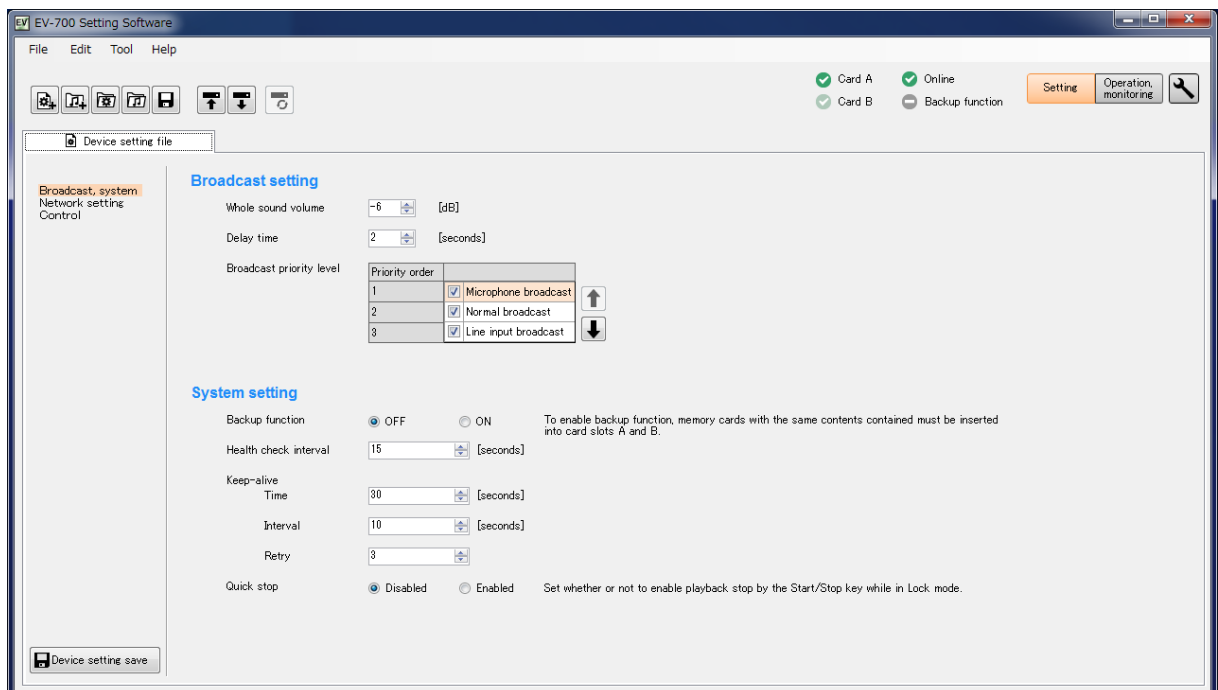 EV EV-700 Setting Software
File Edit Tool Help
Card A Online
Card B Backup function
Setting
Operation,
monitoring
Device setting file
Broadcast, system
Network setting
Control
Broadcast setting
Whole sound volume -6 [dB]
Delay time 2 [seconds]
Broadcast priority level
Priority order
1 Microphone broadcast
2 Normal broadcast
3 Line input broadcast
System setting
Backup function OFF ON To enable backup function, memory cards with the same contents contained must be inserted
into card slots A and B.
Health check interval 15 [seconds]
Keep-alive
Time 30 [seconds]
Interval 10 [seconds]
Retry 3
Quick stop Disabled Enabled Set whether or not to enable playback stop by the Start/Stop key while in Lock mode.
Device setting save